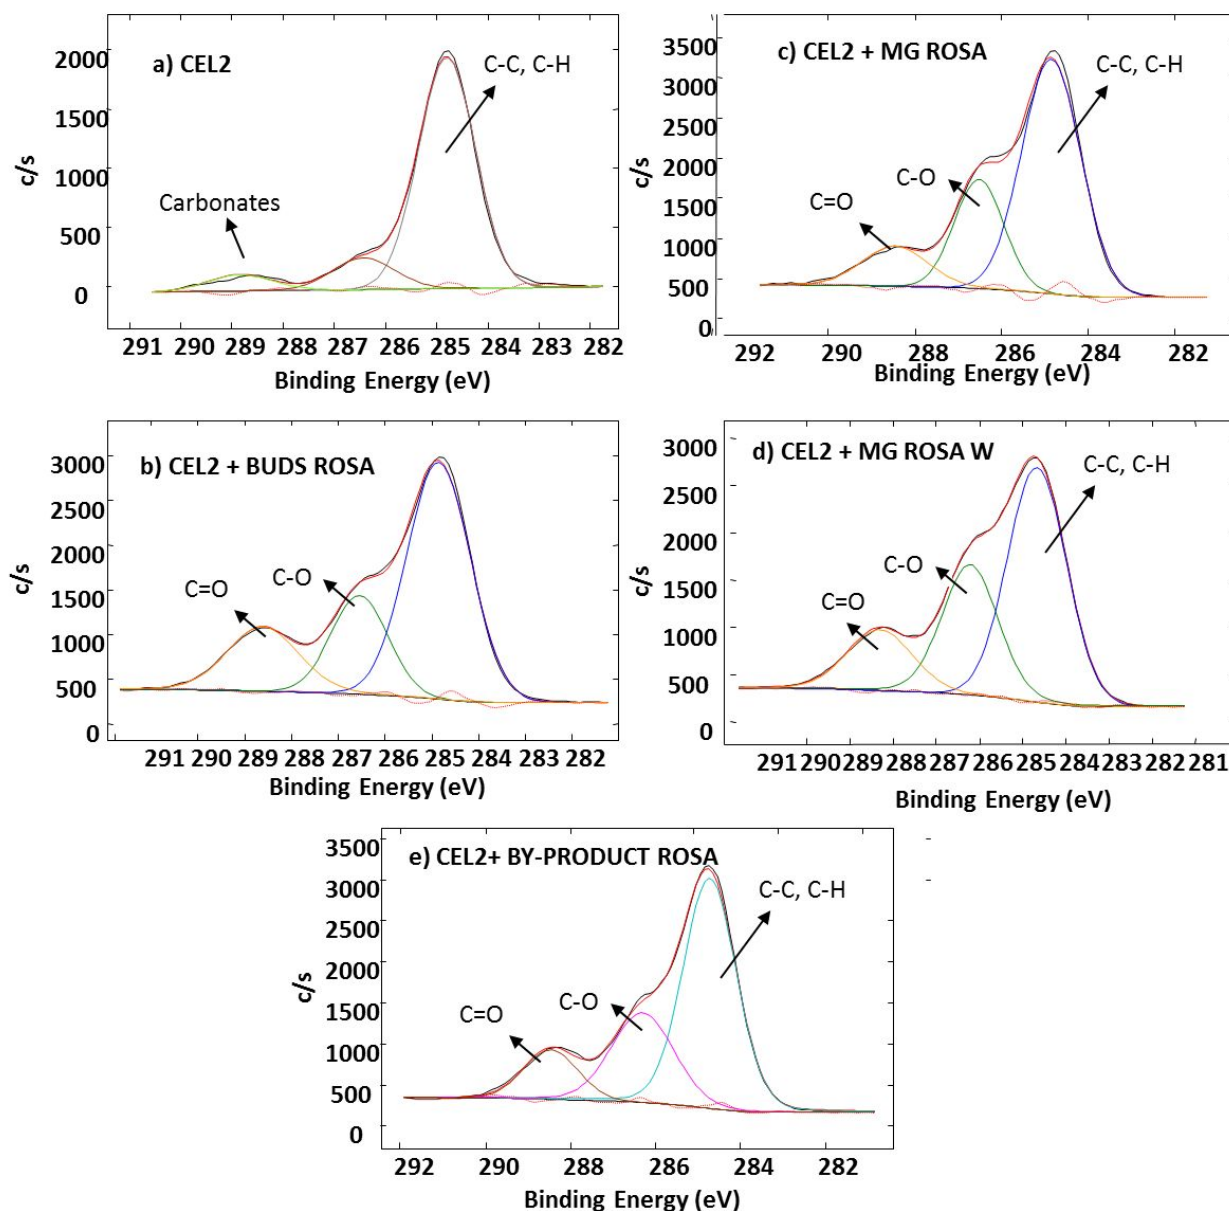 a) CEL2
C-C, C-H
Carbonates
2000
1500
1000
500
0
c/s
291 290 289 288 287 286 285 284 283 282
Binding Energy (eV)
c) CEL2 + MG ROSA
C-C, C-H
C-O
C=O
3500
3000
2500
2000
1500
1000
500
0
c/s
292 290 288 286 284 282
Binding Energy (eV)
b) CEL2 + BUDS ROSA
C=O
C-O
3000
2500
2000
1500
1000
500
0
c/s
291 290 289 288 287 286 285 284 283 282
Binding Energy (eV)
d) CEL2 + MG ROSA W
C-C, C-H
C-O
C=O
3000
2500
2000
1500
1000
500
0
c/s
291 290 289 288 287 286 285 284 283 282 281
Binding Energy (eV)
e) CEL2+ BY-PRODUCT ROSA
C-C, C-H
C-O
C=O
3500
3000
2500
2000
1500
1000
500
0
c/s
292 290 288 286 284 282
Binding Energy (eV)